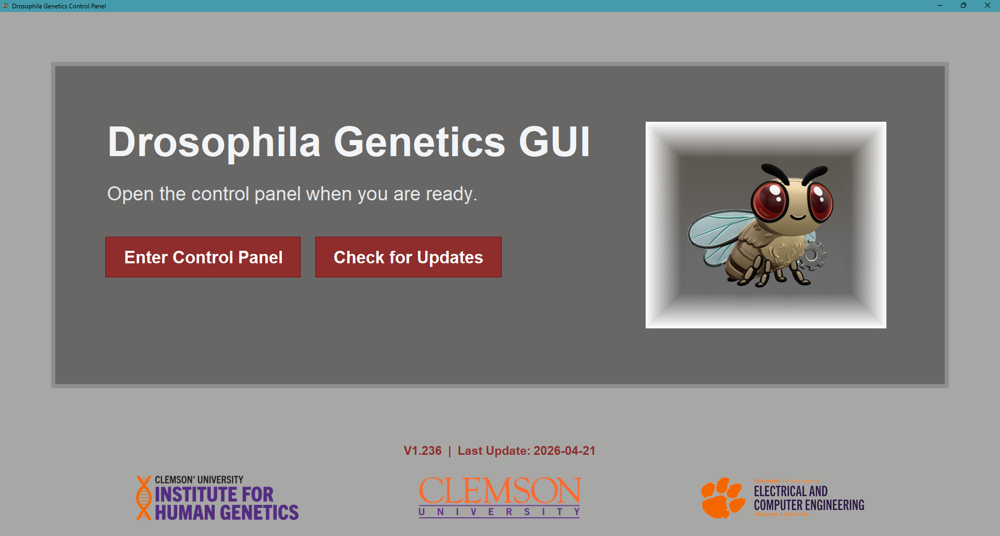 Drosophila Genetics Control Panel
Drosophila Genetics GUI
Open the control panel when you are ready.
Enter Control Panel
Check for Updates
V1.236 | Last Update: 2026-04-21
CLEMSON® UNIVERSITY
INSTITUTE FOR
HUMAN GENETICS
CLEMSON
UNIVERSITY
Holcombe Department of
ELECTRICAL AND
COMPUTER ENGINEERING
Clemson® University